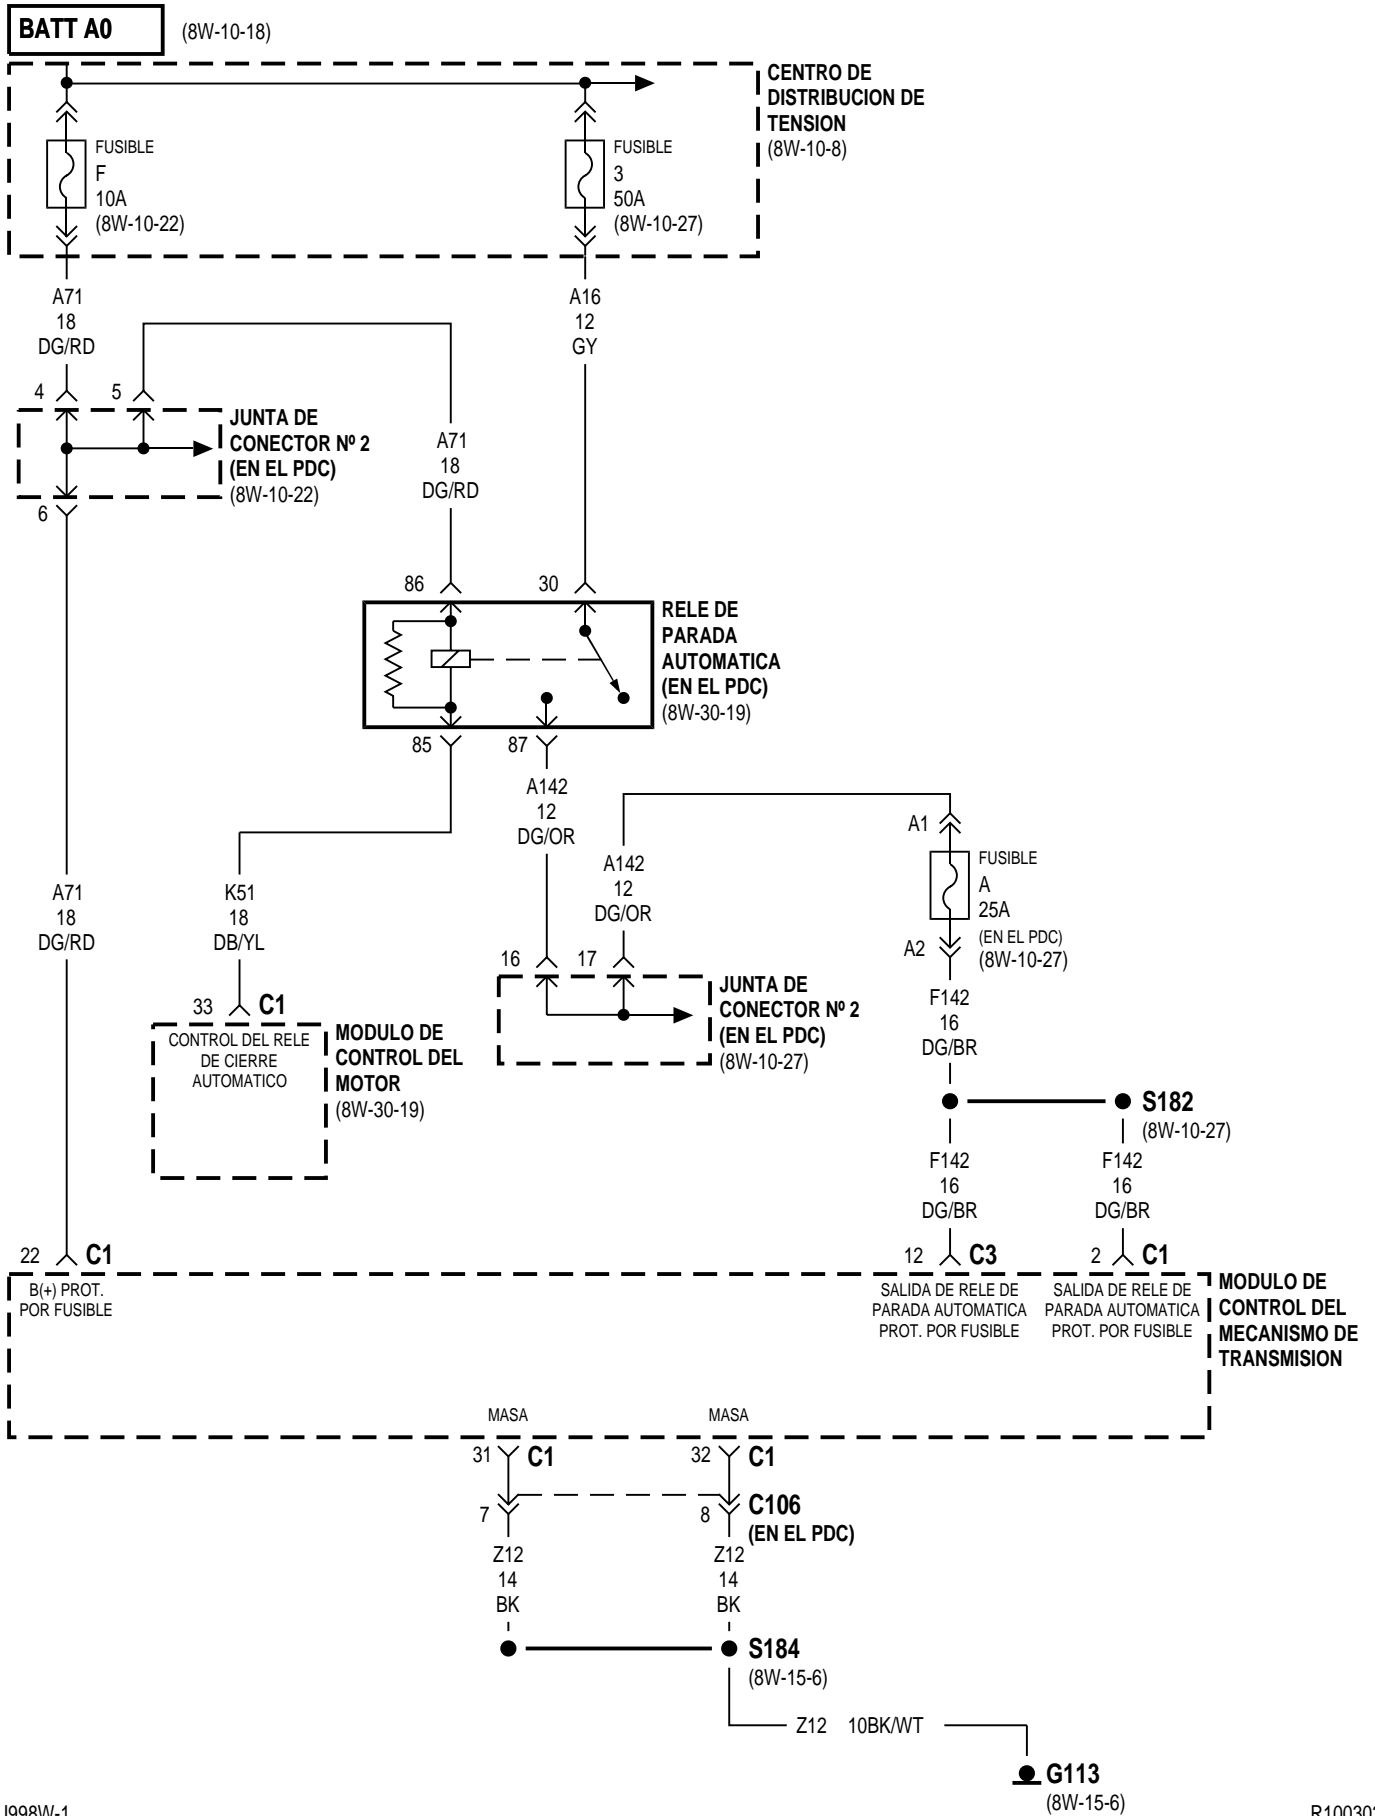 BATT A0
(8W-10-18)
CENTRO DE
DISTRIBUCION DE
TENSION
(8W-10-8)
FUSIBLE
F
10A
(8W-10-22)
FUSIBLE
3
50A
(8W-10-27)
A71
18
DG/RD
A16
12
GY
4
5
JUNTA DE
CONECTOR Nº 2
(EN EL PDC)
(8W-10-22)
6
A71
18
DG/RD
86
30
RELE DE
PARADA
AUTOMATICA
(EN EL PDC)
(8W-30-19)
85
87
A142
12
DG/OR
A142
12
DG/OR
A1
FUSIBLE
A
25A
(EN EL PDC)
(8W-10-27)
A2
A71
18
DG/RD
K51
18
DB/YL
16
17
JUNTA DE
CONECTOR Nº 2
(EN EL PDC)
(8W-10-27)
33
C1
CONTROL DEL RELE
DE CIERRE
AUTOMATICO
MODULO DE
CONTROL DEL
MOTOR
(8W-30-19)
F142
16
DG/BR
S182
(8W-10-27)
F142
16
DG/BR
F142
16
DG/BR
22
C1
12
C3
2
C1
B(+) PROT.
POR FUSIBLE
SALIDA DE RELE DE
PARADA AUTOMATICA
PROT. POR FUSIBLE
SALIDA DE RELE DE
PARADA AUTOMATICA
PROT. POR FUSIBLE
MODULO DE
CONTROL DEL
MECANISMO DE
TRANSMISION
MASA
MASA
31
C1
32
C1
7
8
C106
(EN EL PDC)
Z12
14
BK
Z12
14
BK
S184
(8W-15-6)
Z12 10BK/WT
G113
(8W-15-6)